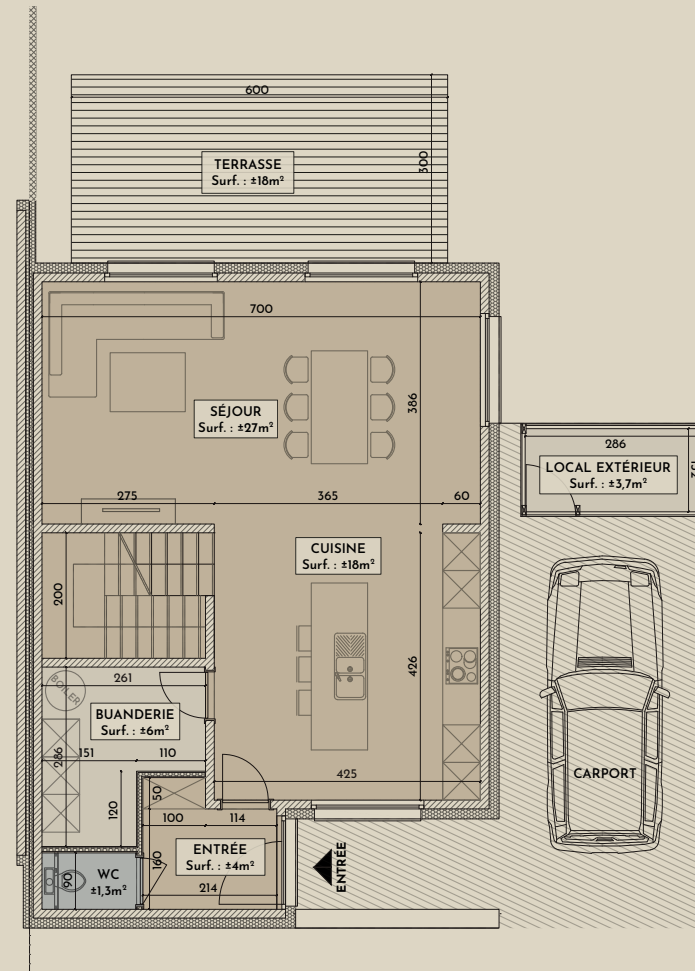 600
TERRASSE
Surf. : ±18m²
300
700
SÉJOUR
Surf. : ±27m²
386
286
LOCAL EXTÉRIEUR
Surf. : ±3,7m²
275
365
60
CUISINE
Surf. : ±18m²
200
426
261
BOILER
BUANDERIE
Surf. : ±6m²
286
151
110
425
CARPORT
50
120
100
114
ENTRÉE
Surf. : ±4m²
160
214
WC
±1,3m²
90
ENTRÉE